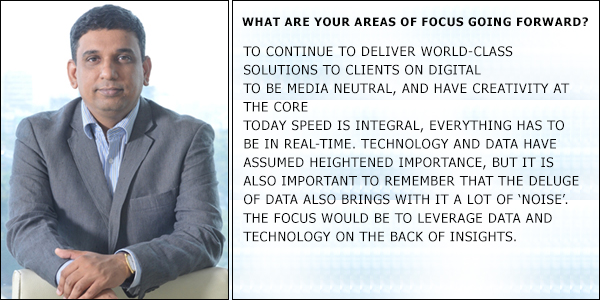 WHAT ARE YOUR AREAS OF FOCUS GOING FORWARD?
TO CONTINUE TO DELIVER WORLD-CLASS
SOLUTIONS TO CLIENTS ON DIGITAL
TO BE MEDIA NEUTRAL, AND HAVE CREATIVITY AT
THE CORE
TODAY SPEED IS INTEGRAL, EVERYTHING HAS TO
BE IN REAL-TIME. TECHNOLOGY AND DATA HAVE
ASSUMED HEIGHTENED IMPORTANCE, BUT IT IS
ALSO IMPORTANT TO REMEMBER THAT THE DELUGE
OF DATA ALSO BRINGS WITH IT A LOT OF ‘NOISE’.
THE FOCUS WOULD BE TO LEVERAGE DATA AND
TECHNOLOGY ON THE BACK OF INSIGHTS.